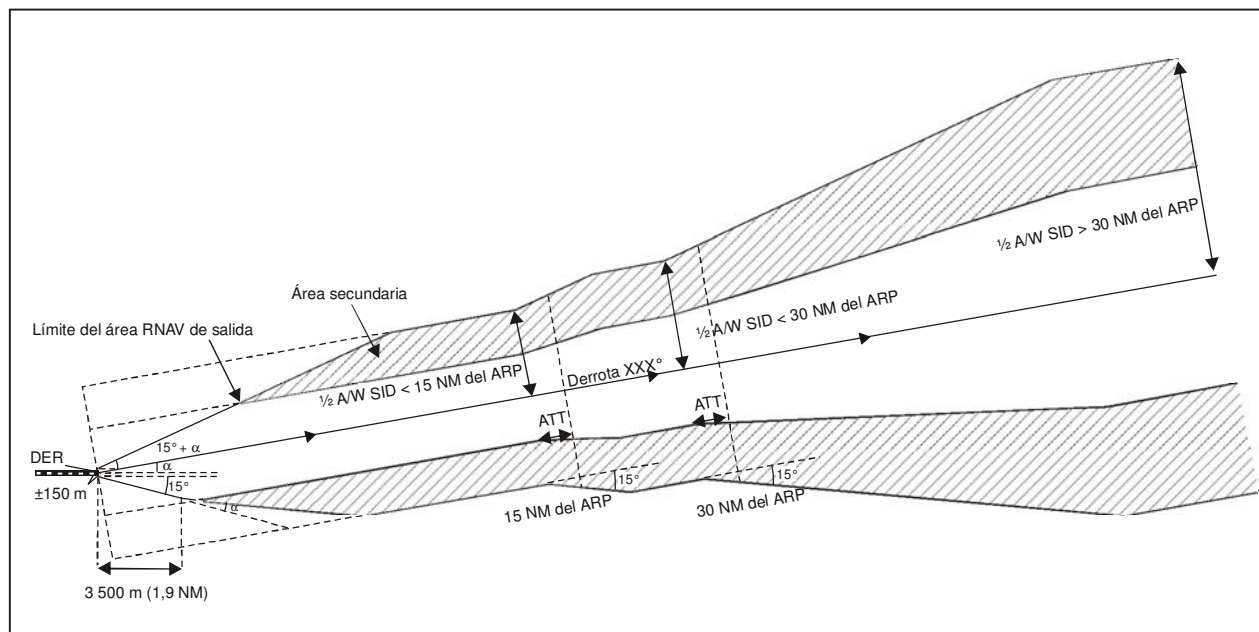 ½ A/W SID > 30 NM del ARP
Área secundaria
Límite del área RNAV de salida
½ A/W SID < 30 NM del ARP
½ A/W SID < 15 NM del ARP
Derrota XXX°
ATT
ATT
DER
15° + α
α
15°
±150 m
α
15°
15°
15 NM del ARP
30 NM del ARP
3 500 m (1,9 NM)